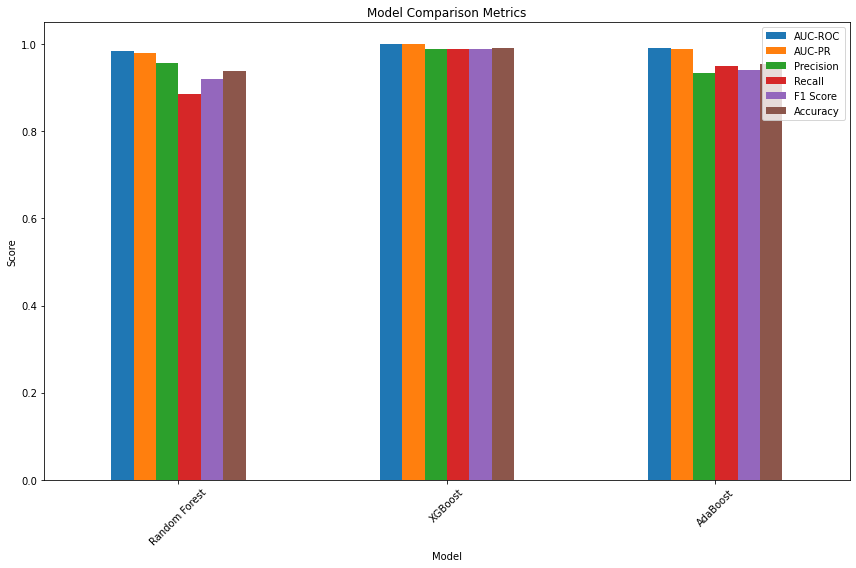 Model Comparison Metrics
AUC-ROC
AUC-PR
Precision
Recall
F1 Score
Accuracy
1.0
0.8
0.6
0.4
0.2
0.0
Score
Random Forest
XGBoost
AdaBoost
Model